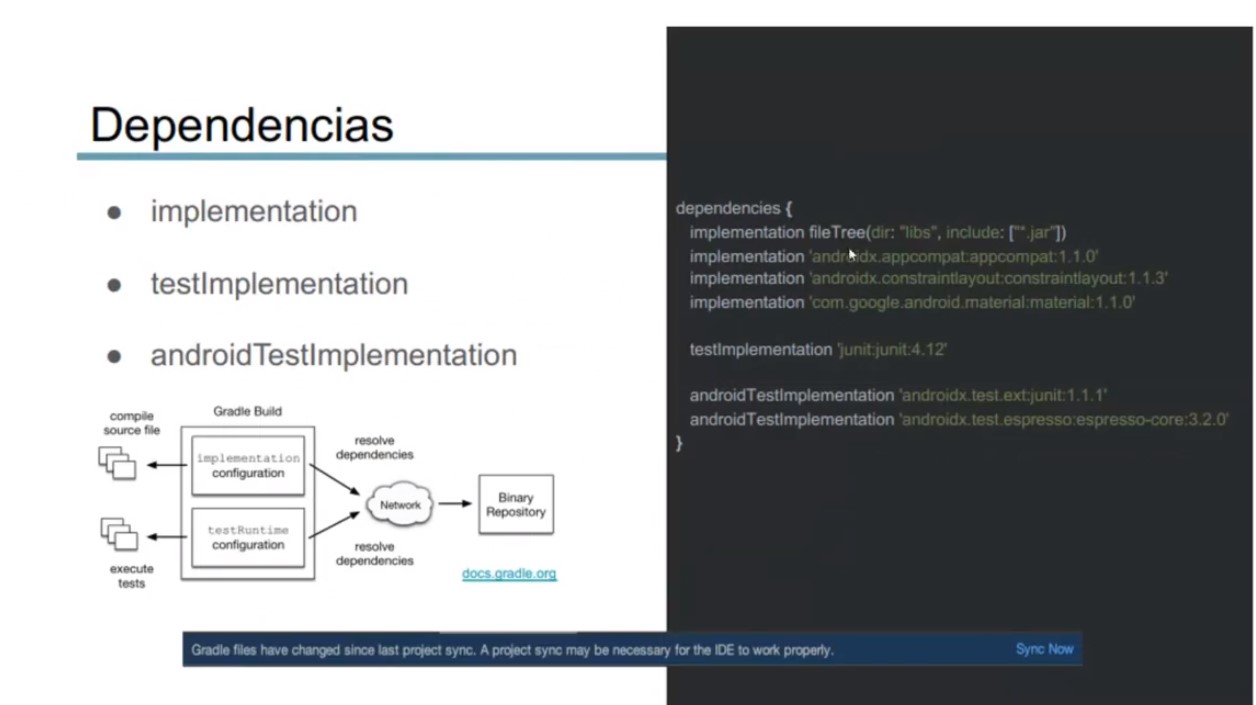 Dependencias
● implementation
● testImplementation
● androidTestImplementation
compile
source file
Gradle Build
implementation
configuration
resolve
dependencies
Network
Binary
Repository
testRuntime
configuration
execute
tests
resolve
dependencies
docs.gradle.org
dependencies {
implementation fileTree(dir: "libs", include: ["*.jar"])
implementation 'androidx.appcompat:appcompat:1.1.0'
implementation 'androidx.constraintlayout:constraintlayout:1.1.3'
implementation 'com.google.android.material:material:1.1.0'
testImplementation 'junit:junit:4.12'
androidTestImplementation 'androidx.test.ext:junit:1.1.1'
androidTestImplementation 'androidx.test.espresso:espresso-core:3.2.0'
}
Gradle files have changed since last project sync. A project sync may be necessary for the IDE to work properly.
Sync Now